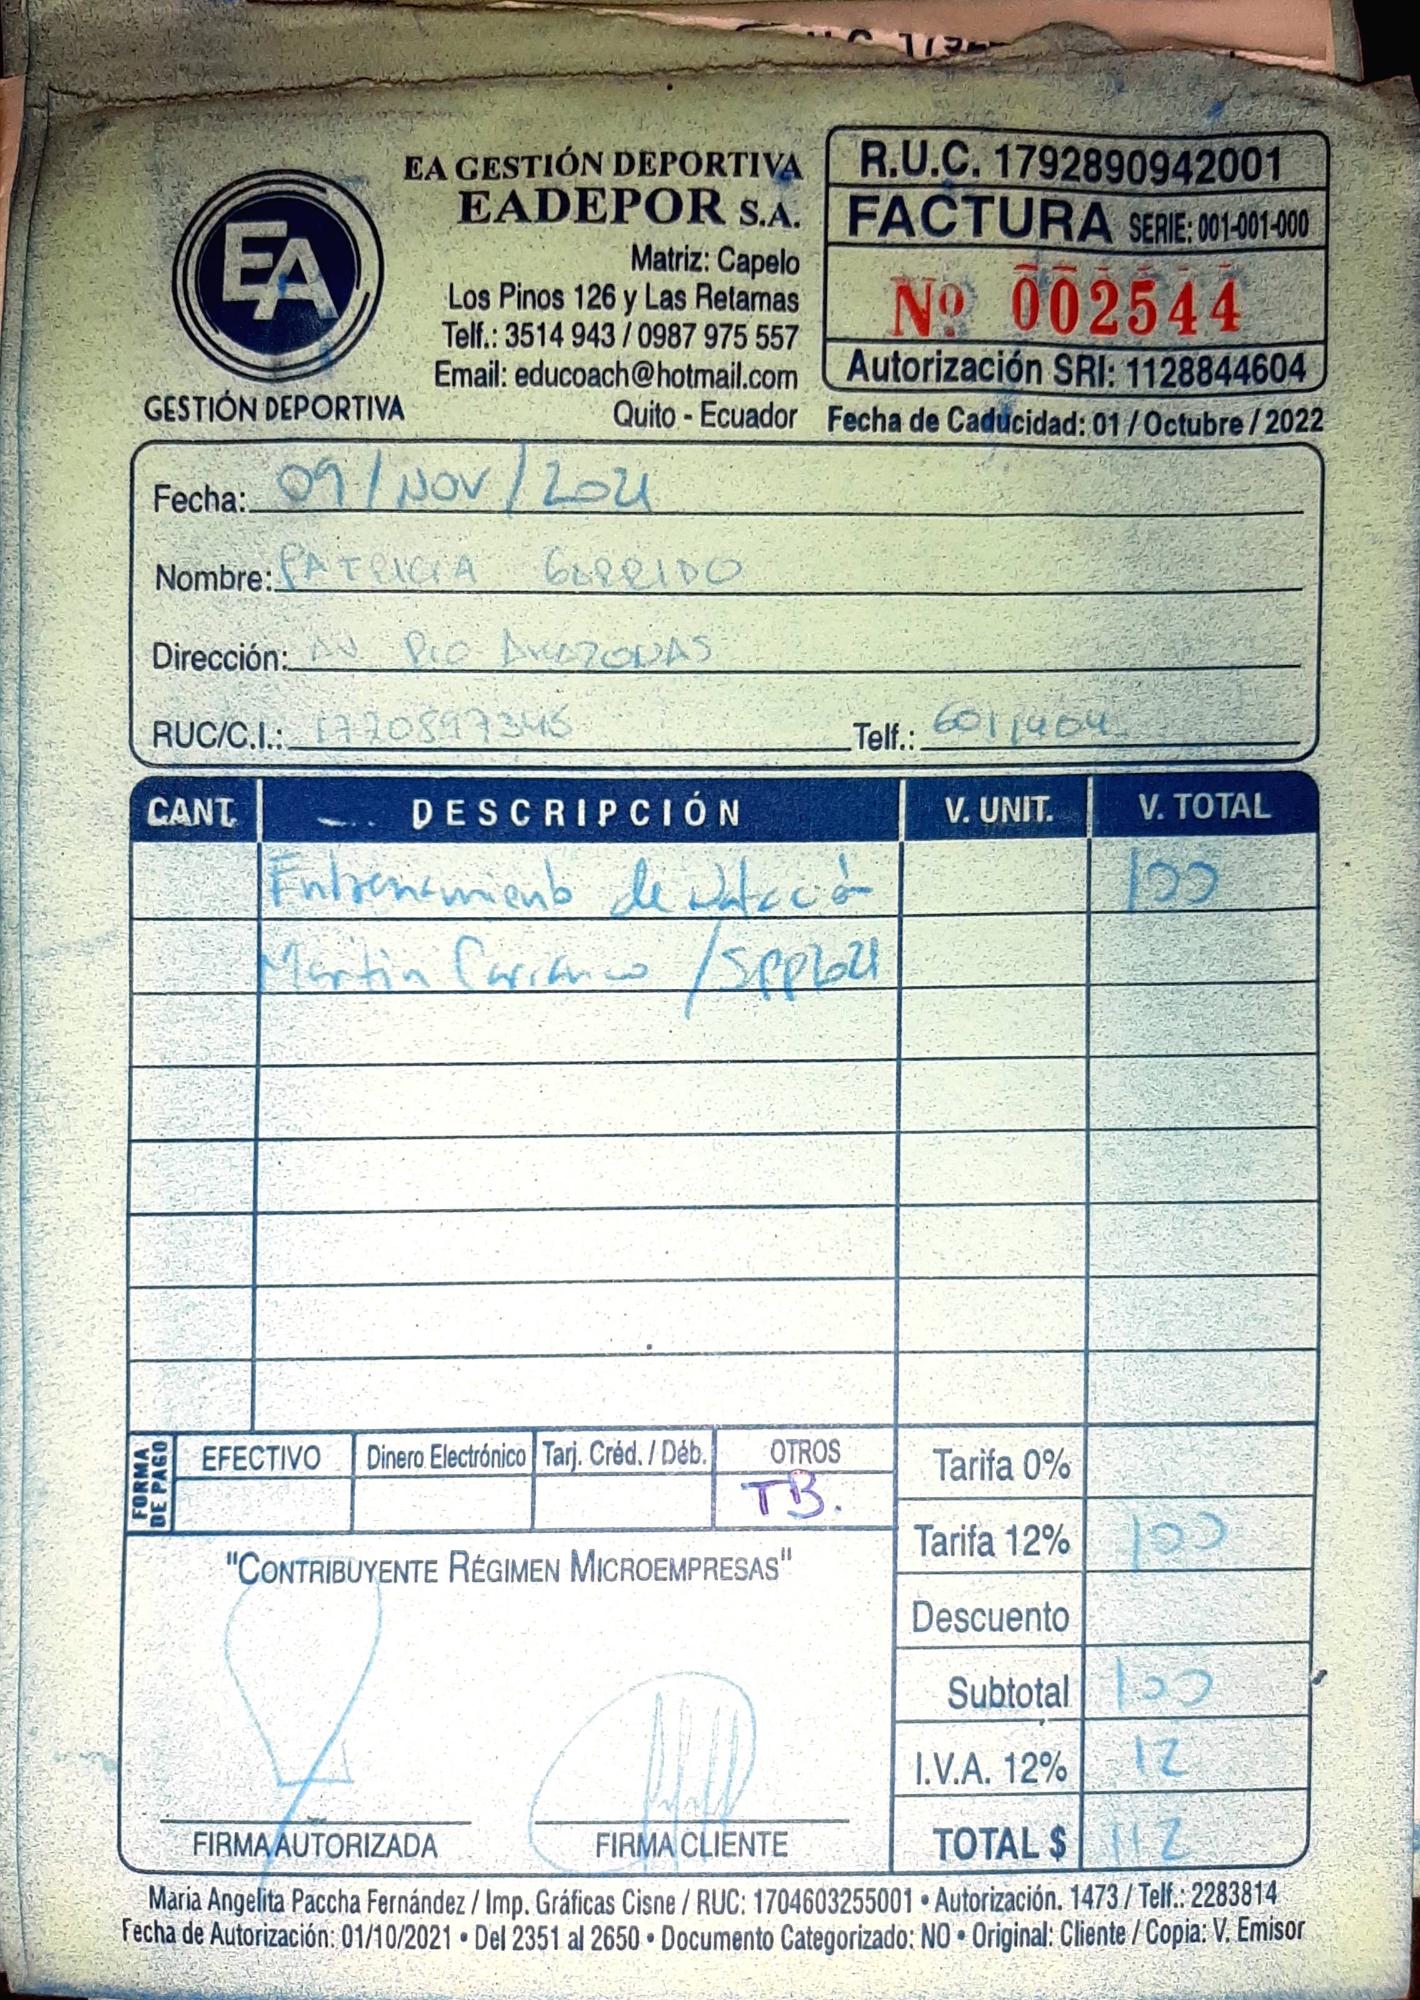 EA
GESTIÓN DEPORTIVA
EA GESTIÓN DEPORTIVA
EADEPOR S.A.
Matriz: Capelo
Los Pinos 126 y Las Retamas
Telf.: 3514 943 / 0987 975 557
Email: educoach@hotmail.com
Quito - Ecuador
R.U.C. 1792890942001
FACTURA SERIE: 001-001-000
Nº 002544
Autorización SRI: 1128844604
Fecha de Caducidad: 01 / Octubre / 2022
Fecha: 09/NOV/2021
Nombre: PATRICIA GARRIDO
Dirección: AV RIO AMAZONAS
RUC/C.I.: 1720897345 Telf.: 6011404
CANT. DESCRIPCIÓN V. UNIT. V. TOTAL
Entrenamiento de Natación 100
Martin /
FORMA DE PAGO
EFECTIVO Dinero Electrónico Tarj. Créd. / Déb. OTROS
TB.
Tarifa 0%
Tarifa 12% 100
Descuento
Subtotal 100
I.V.A. 12% 12
TOTAL $ 112
"CONTRIBUYENTE RÉGIMEN MICROEMPRESAS"
FIRMA AUTORIZADA FIRMA CLIENTE
Maria Angelita Paccha Fernández / Imp. Gráficas Cisne / RUC: 1704603255001 • Autorización. 1473 / Telf.: 2283814
Fecha de Autorización: 01/10/2021 • Del 2351 al 2650 • Documento Categorizado: NO • Original: Cliente / Copia: V. Emisor